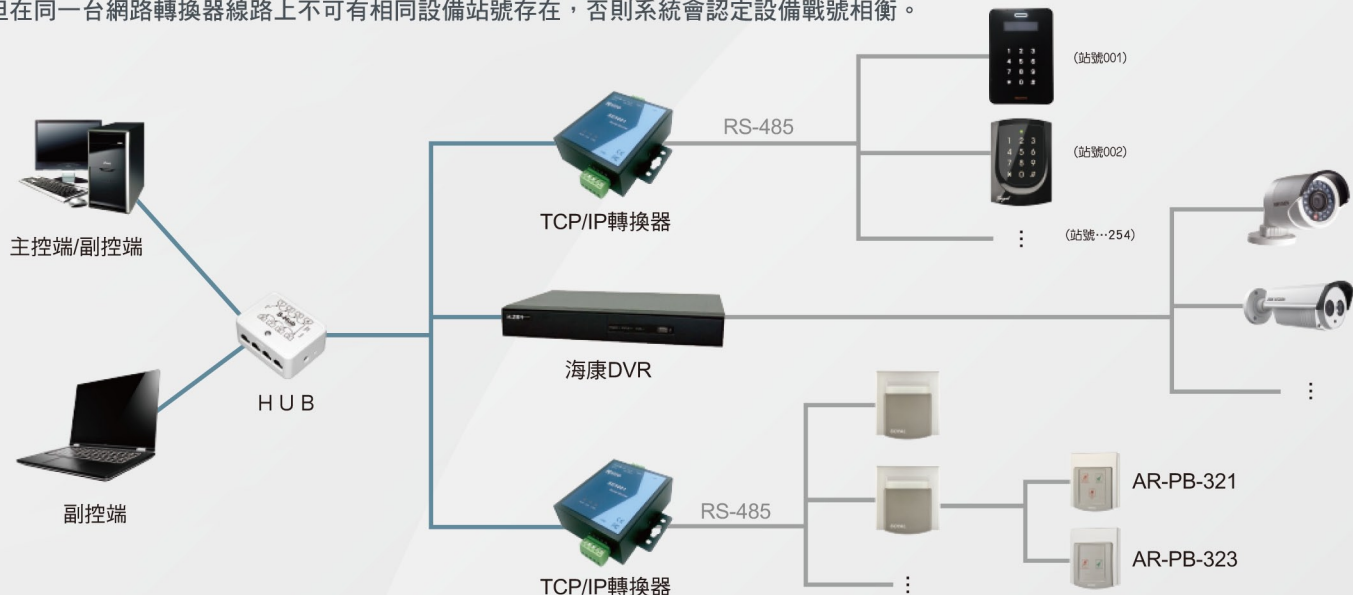 但在同一台網路轉換器線路上不可有相同設備站號存在，否則系統會認定設備戰號相衡。
(站號001)
RS-485
(站號002)
TCP/IP轉換器
(站號…254)
主控端/副控端
海康DVR
HUB
AR-PB-321
RS-485
副控端
AR-PB-323
TCP/IP轉換器